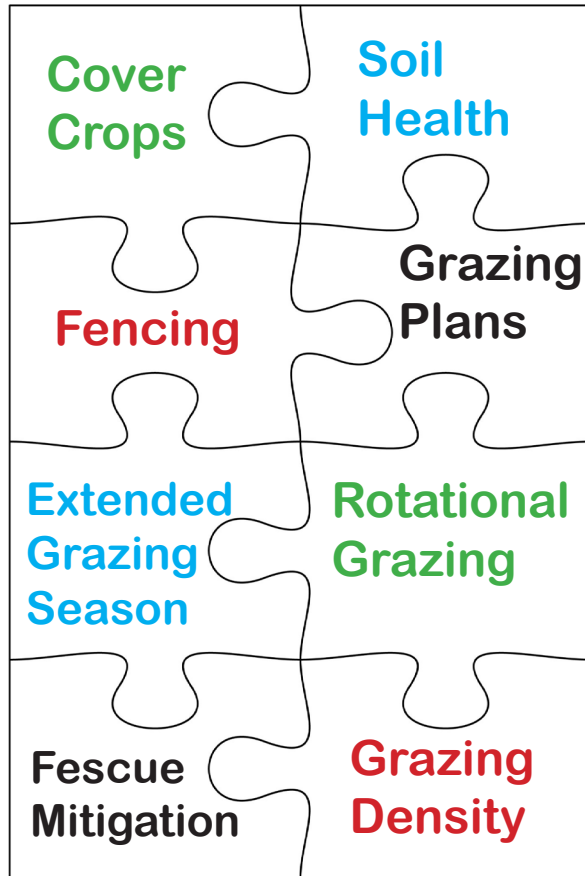 Cover
Crops
Soil
Health
Fencing
Grazing
Plans
Extended
Grazing
Season
Rotational
Grazing
Fescue
Mitigation
Grazing
Density